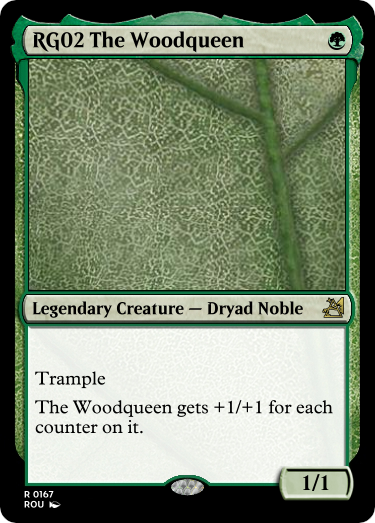 RG02 The Woodqueen
Legendary Creature — Dryad Noble
Trample
The Woodqueen gets +1/+1 for each
counter on it.
1/1
R 0167
ROU